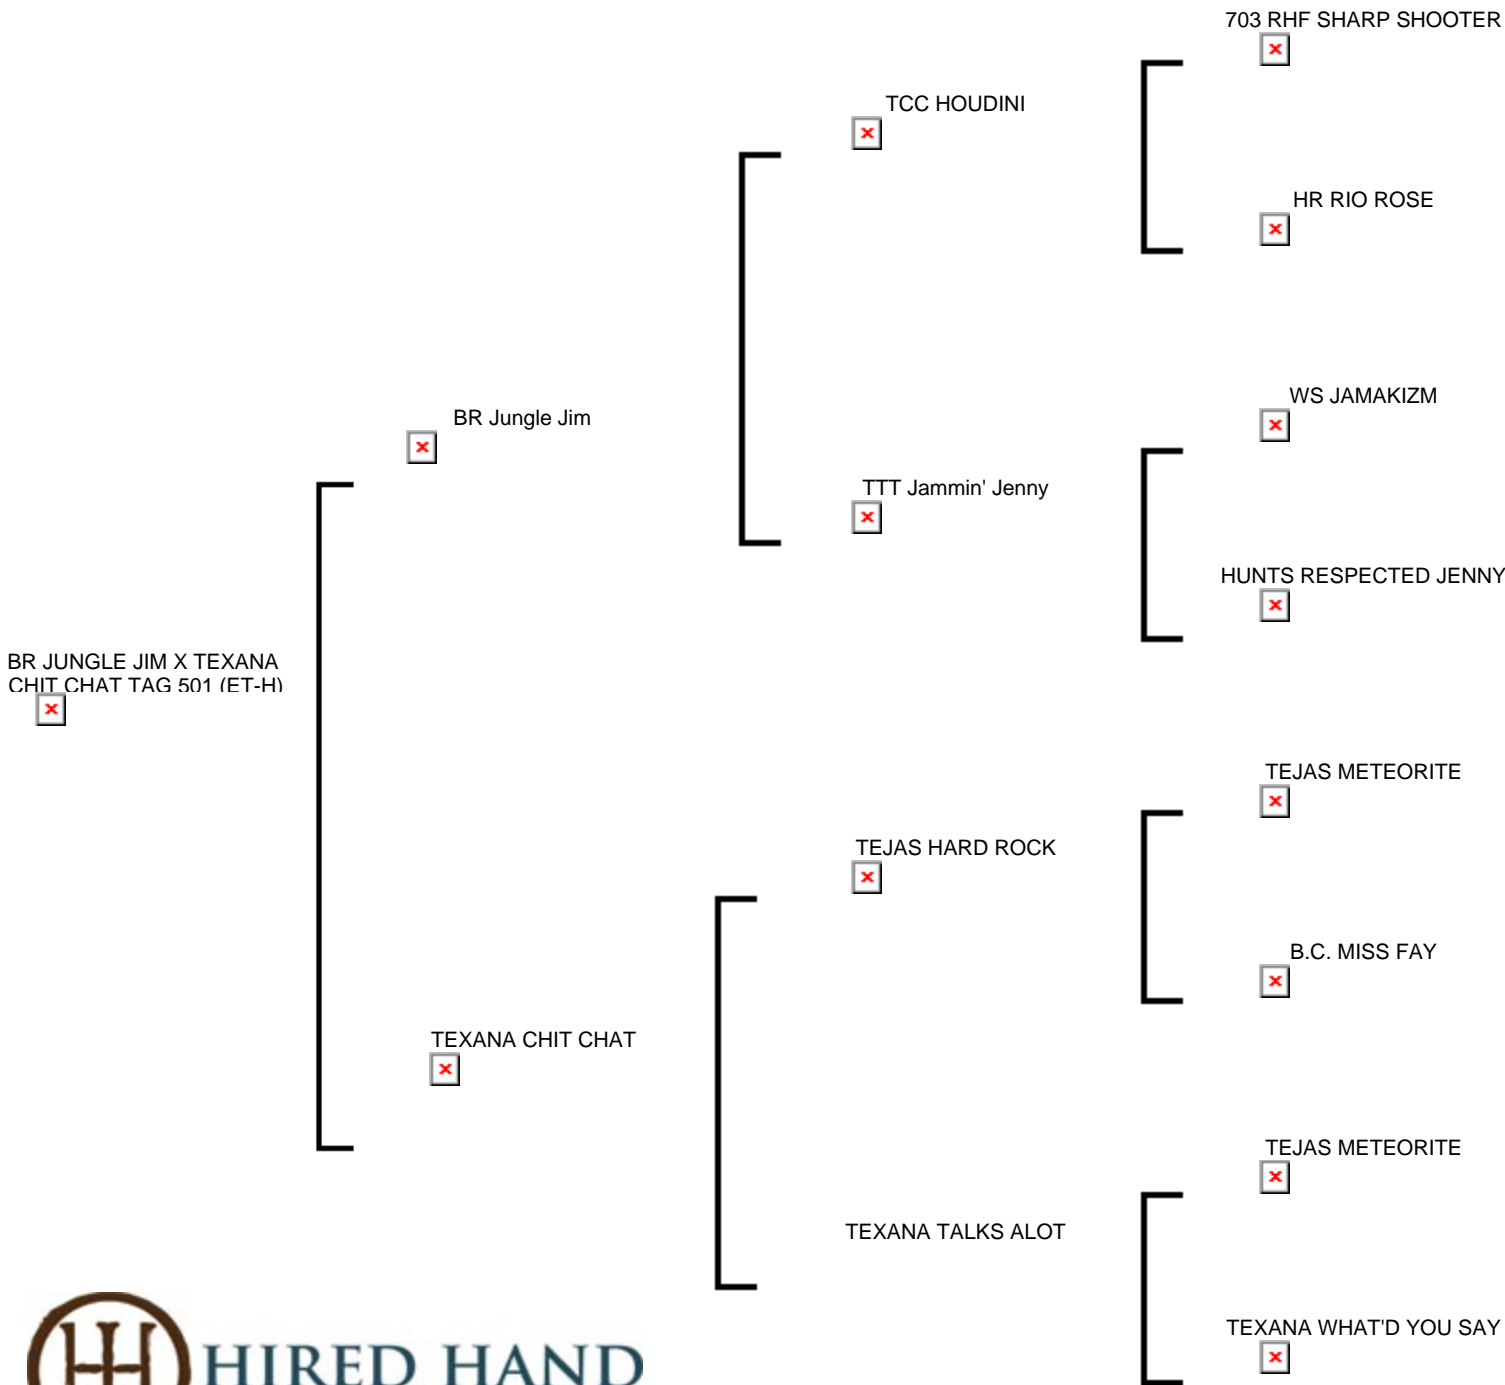 703 RHF SHARP SHOOTER
TCC HOUDINI
HR RIO ROSE
WS JAMAKIZM
BR Jungle Jim
TTT Jammin' Jenny
HUNTS RESPECTED JENNY
BR JUNGLE JIM X TEXANA
CHIT CHAT TAG 501 (ET-H)
TEJAS METEORITE
TEJAS HARD ROCK
B.C. MISS FAY
TEXANA CHIT CHAT
TEJAS METEORITE
TEXANA TALKS ALOT
TEXANA WHAT'D YOU SAY
HIRED HAND